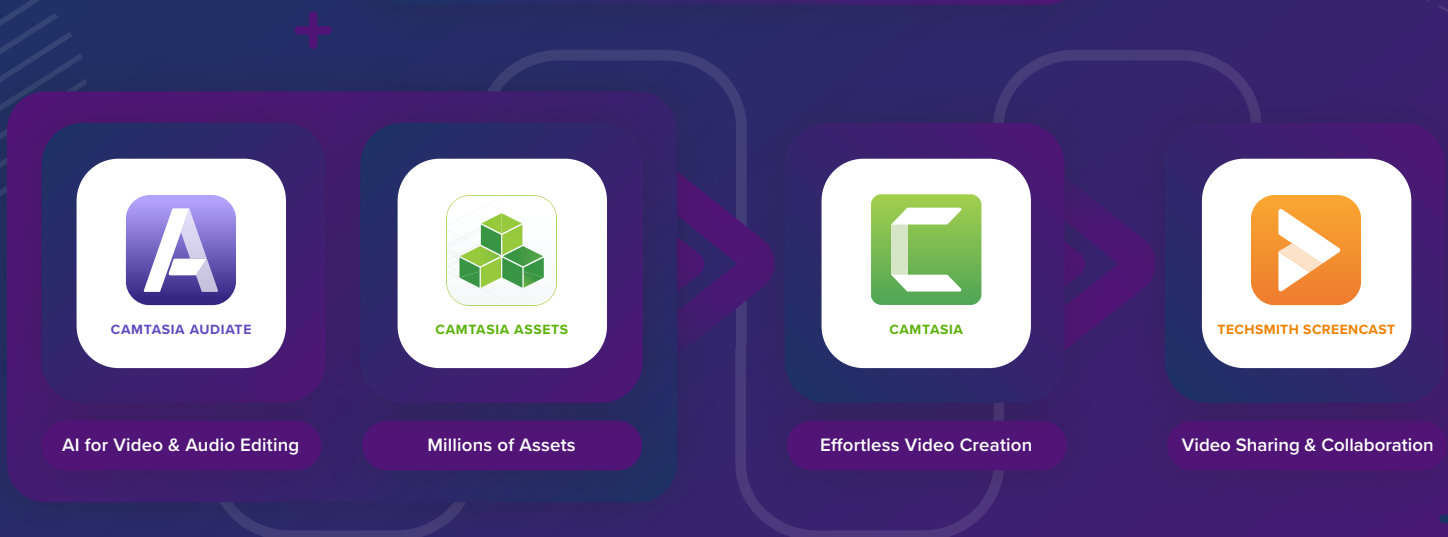 CAMTASIA AUDIATE
CAMTASIA ASSETS
CAMTASIA
TECHSMITH SCREENCAST
AI for Video & Audio Editing
Millions of Assets
Effortless Video Creation
Video Sharing & Collaboration